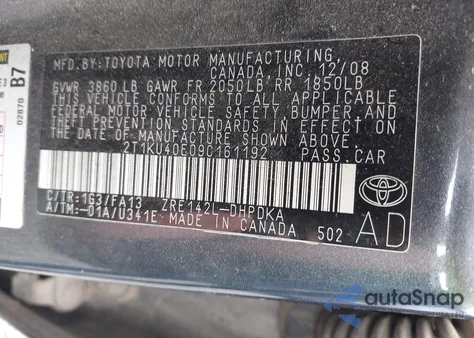 MFD.BY:TOYOTA MOTOR MANUFACTURING,
CANADA, INC. 12/08
GVWR 3860 LB GAWR FR 2050LB, RR 1850LB
THIS VEHICLE CONFORMS TO ALL APPLICABLE
FEDERAL MOTOR VEHICLE SAFETY, BUMPER, AND
THEFT PREVENTION STANDARDS IN EFFECT ON
THE DATE OF MANUFACTURE SHOWN ABOVE.
2T1KU40E09C161192 PASS.CAR
C/TR:1G3/FA13 ZRE142L-DHPDKA
A/TM:-01A/U341E MADE IN CANADA 502
AD
B7
02870
autoSnap